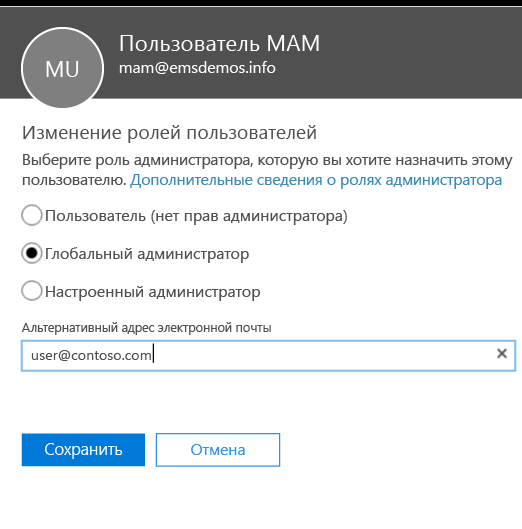 MU
Пользователь MAM
mam@emsdemos.info
Изменение ролей пользователей
Выберите роль администратора, которую вы хотите назначить этому
пользователю. Дополнительные сведения о ролях администратора
Пользователь (нет прав администратора)
Глобальный администратор
Настроенный администратор
Альтернативный адрес электронной почты
user@contoso.com
Сохранить
Отмена